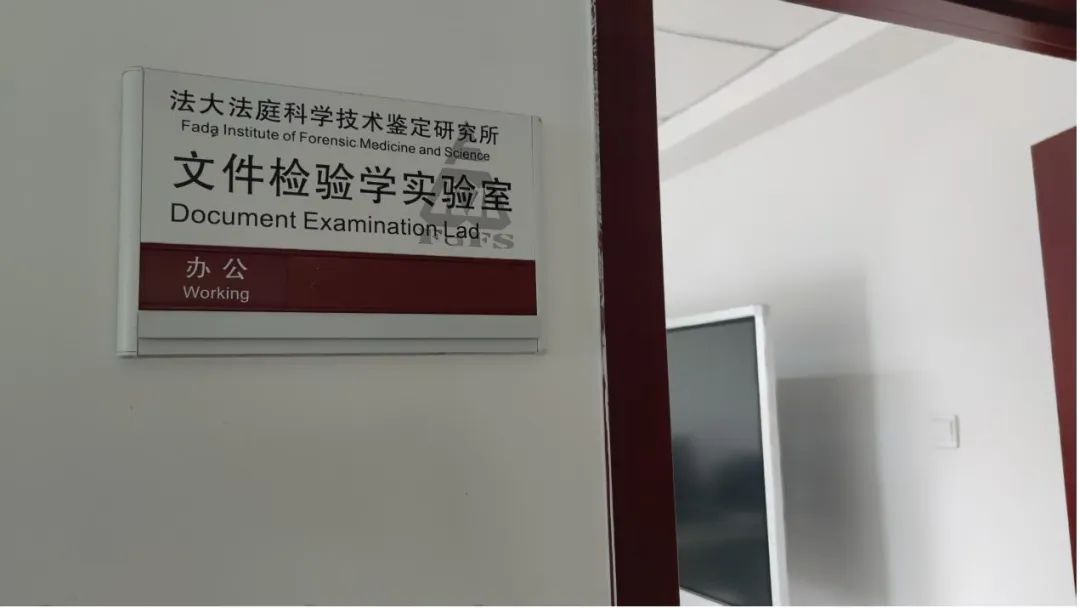 法大法庭科学技术鉴定研究所
Fada Institute of Forensic Medicine and Science
文件检验学实验室
Document Examination Lad
FGFS
办公
Working